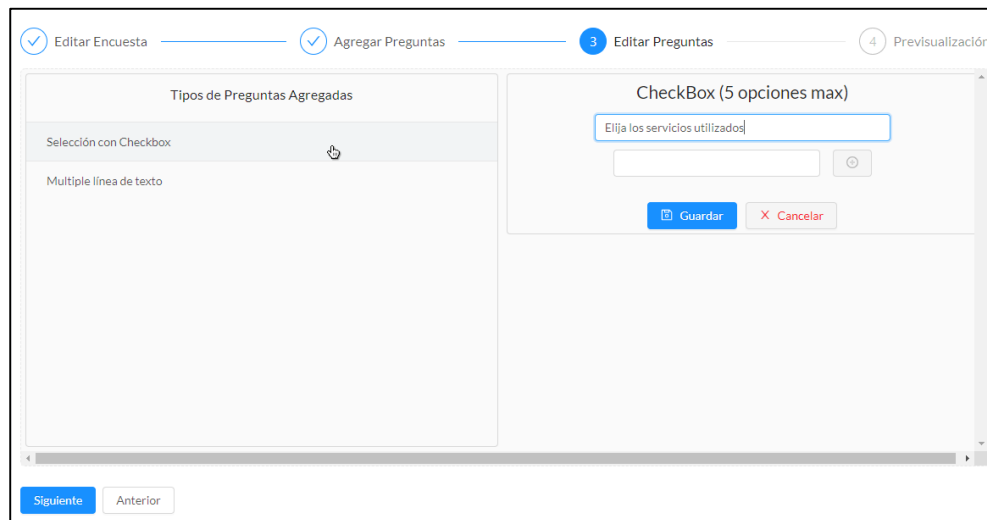 Editar Encuesta
Agregar Preguntas
3 Editar Preguntas
4 Previsualización
Tipos de Preguntas Agregadas
Selección con Checkbox
Multiple línea de texto
CheckBox (5 opciones max)
Elija los servicios utilizados
Guardar
X Cancelar
Siguiente
Anterior